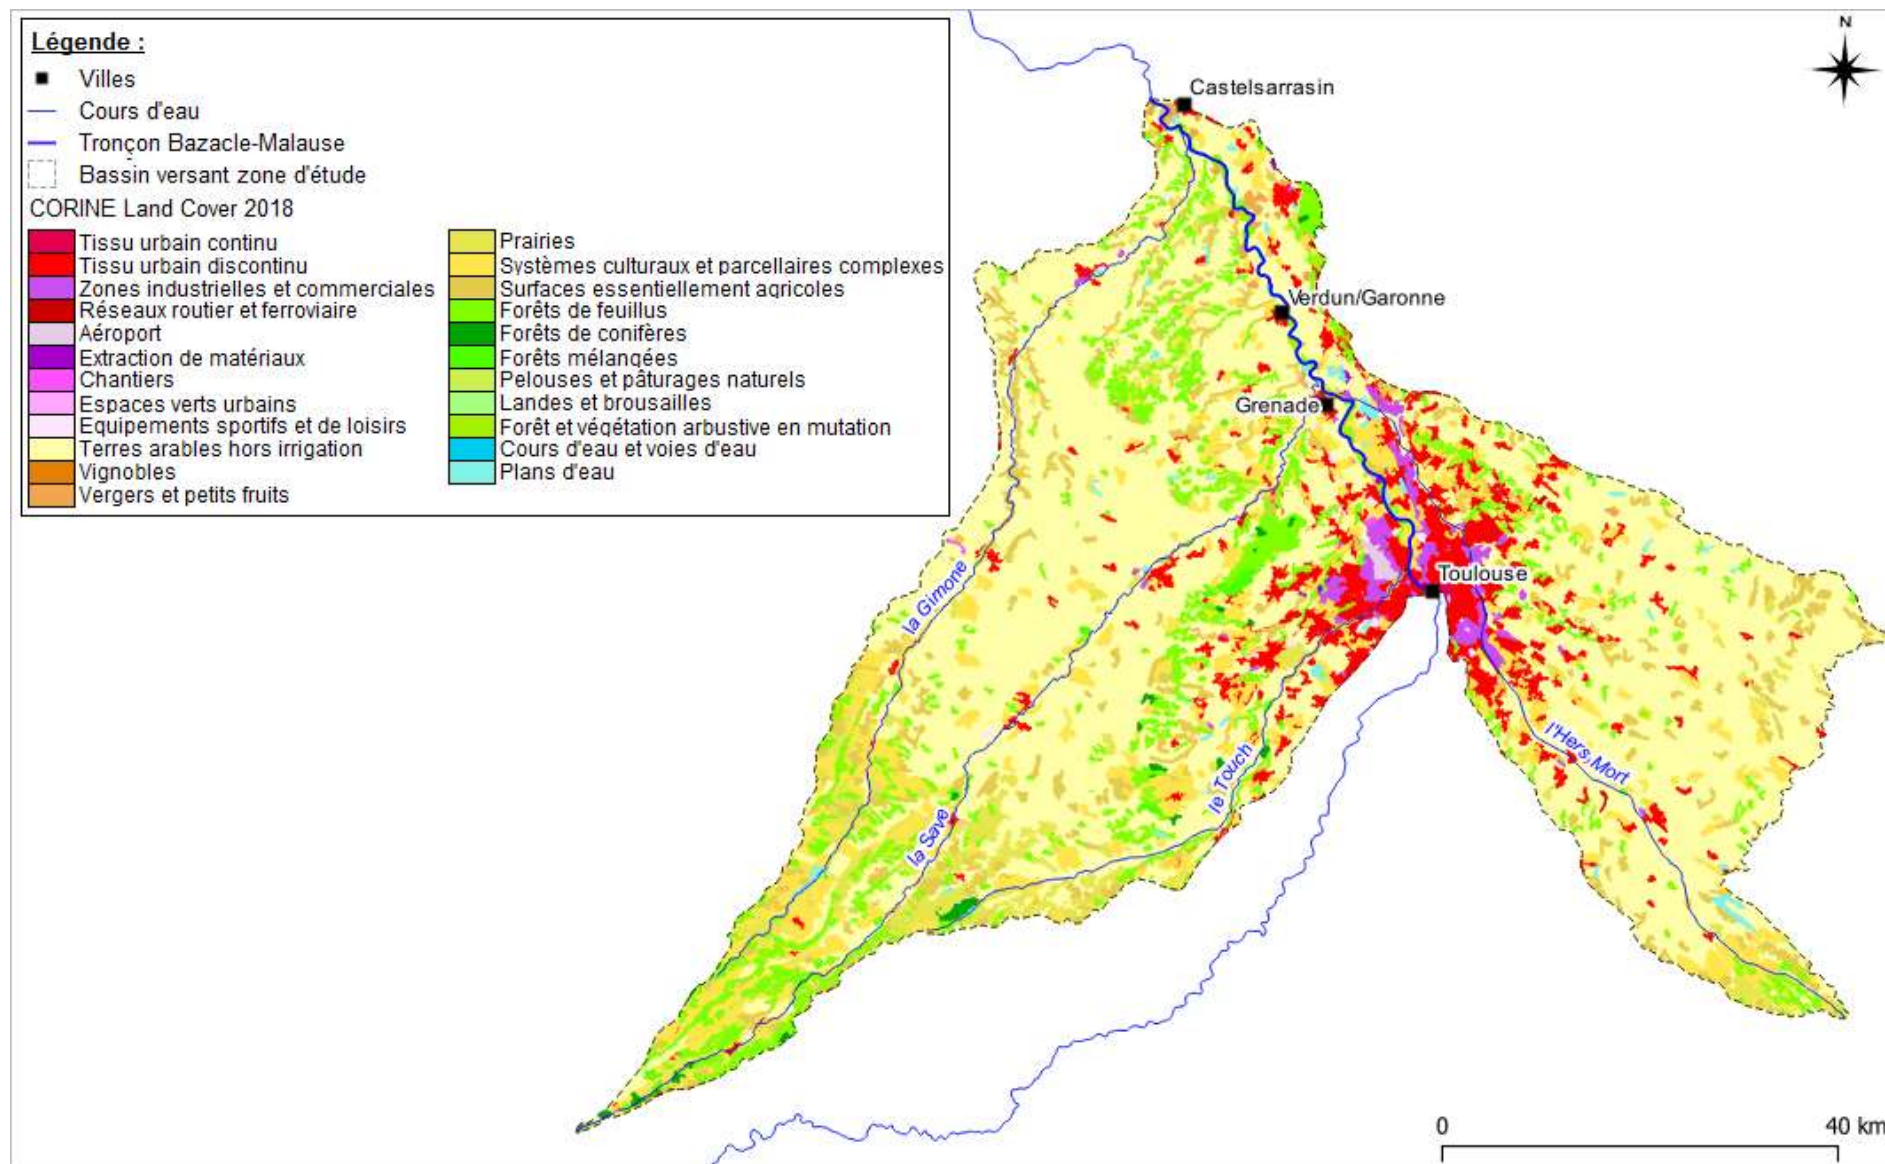 Légende :
Villes
Cours d'eau
Tronçon Bazacle-Malause
Bassin versant zone d'étude
CORINE Land Cover 2018
Tissu urbain continu
Tissu urbain discontinu
Zones industrielles et commerciales
Réseaux routier et ferroviaire
Aéroport
Extraction de matériaux
Chantiers
Espaces verts urbains
Equipements sportifs et de loisirs
Terres arables hors irrigation
Vignobles
Vergers et petits fruits
Prairies
Systèmes culturaux et parcellaires complexes
Surfaces essentiellement agricoles
Forêts de feuillus
Forêts de conifères
Forêts mélangées
Pelouses et pâturages naturels
Landes et brousailles
Forêt et végétation arbustive en mutation
Cours d'eau et voies d'eau
Plans d'eau
N
Castelsarrasin
Verdun/Garonne
Grenade
Toulouse
la Gimone
la Save
le Touch
l'Hers Mort
0 40 km